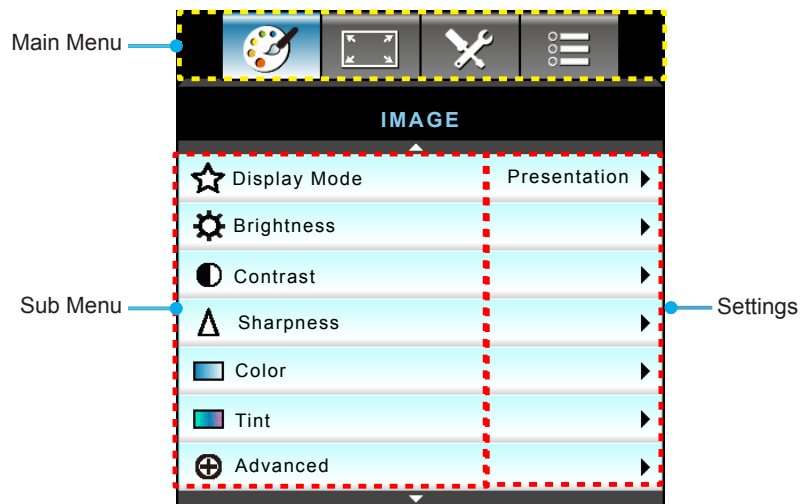 Main Menu
IMAGE
Display Mode Presentation
Brightness
Contrast
Sub Menu
Sharpness
Settings
Color
Tint
Advanced